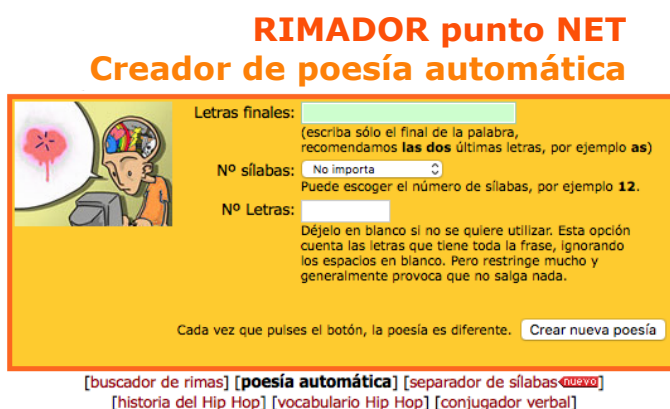 RIMADOR punto NET
Creador de poesía automática
Letras finales:
(escriba sólo el final de la palabra,
recomendamos las dos últimas letras, por ejemplo as)
Nº sílabas: No importa
Puede escoger el número de sílabas, por ejemplo 12.
Nº Letras:
Déjelo en blanco si no se quiere utilizar. Esta opción
cuenta las letras que tiene toda la frase, ignorando
los espacios en blanco. Pero restringe mucho y
generalmente provoca que no salga nada.
Cada vez que pulses el botón, la poesía es diferente. Crear nueva poesía
[buscador de rimas] [poesía automática] [separador de sílabas nuevo]
[historia del Hip Hop] [vocabulario Hip Hop] [conjugador verbal]